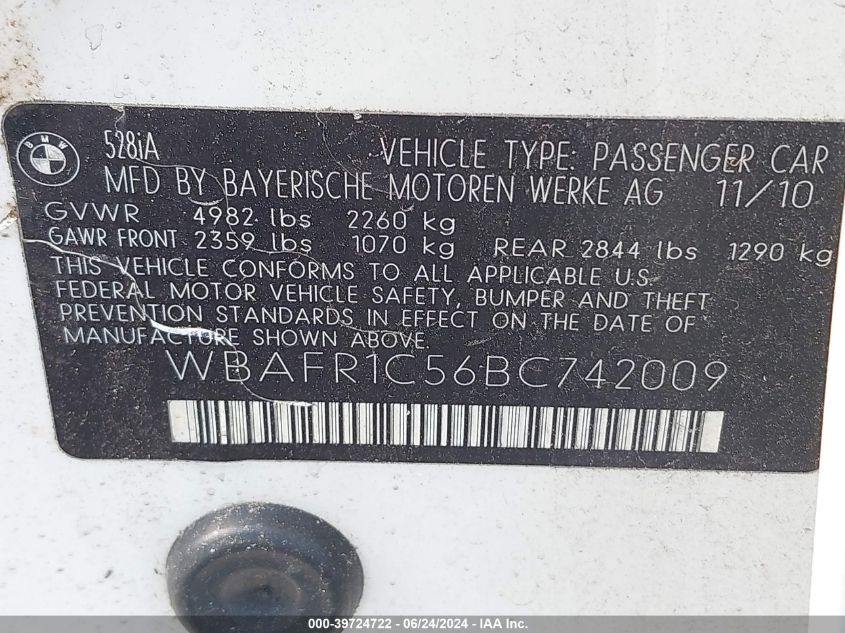 BMW
528iA VEHICLE TYPE: PASSENGER CAR
MFD BY BAYERISCHE MOTOREN WERKE AG 11/10
GVWR 4982 lbs 2260 kg
GAWR FRONT 2359 lbs 1070 kg REAR 2844 lbs 1290 kg
THIS VEHICLE CONFORMS TO ALL APPLICABLE U.S.
FEDERAL MOTOR VEHICLE SAFETY, BUMPER AND THEFT
PREVENTION STANDARDS IN EFFECT ON THE DATE OF
MANUFACTURE SHOWN ABOVE.
WBAFR1C56BC742009
000-39724722 - 06/24/2024 - IAA Inc.